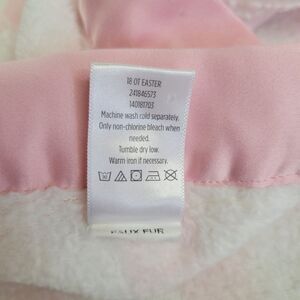 18 OT EASTER
241846573
140181703
Machine wash cold separately.
Only non-chlorine bleach when
needed.
Tumble dry low.
Warm iron if necessary.
FAUX FUR